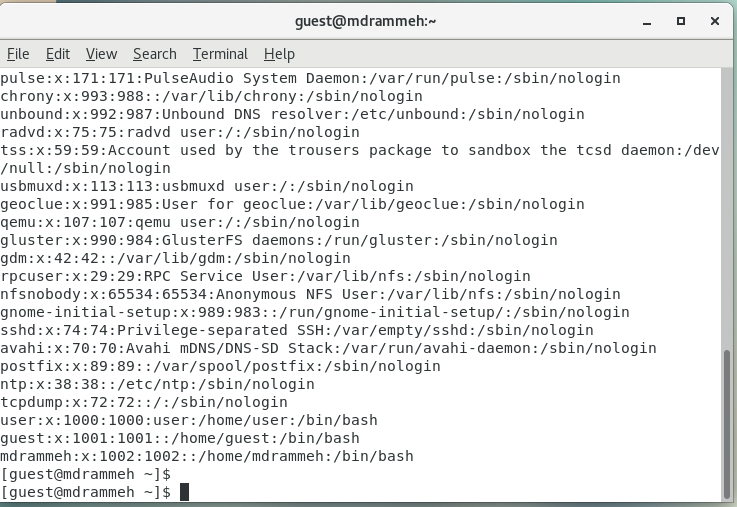 guest@mdrammeh:~
File Edit View Search Terminal Help
pulse:x:171:171:PulseAudio System Daemon:/var/run/pulse:/sbin/nologin
chrony:x:993:988::/var/lib/chrony:/sbin/nologin
unbound:x:992:987:Unbound DNS resolver:/etc/unbound:/sbin/nologin
radvd:x:75:75:radvd user:/:/sbin/nologin
tss:x:59:59:Account used by the trousers package to sandbox the tcsd daemon:/dev
/null:/sbin/nologin
usbmuxd:x:113:113:usbmuxd user:/:/sbin/nologin
geoclue:x:991:985:User for geoclue:/var/lib/geoclue:/sbin/nologin
qemu:x:107:107:qemu user:/:/sbin/nologin
gluster:x:990:984:GlusterFS daemons:/run/gluster:/sbin/nologin
gdm:x:42:42::/var/lib/gdm:/sbin/nologin
rpcuser:x:29:29:RPC Service User:/var/lib/nfs:/sbin/nologin
nfsnobody:x:65534:65534:Anonymous NFS User:/var/lib/nfs:/sbin/nologin
gnome-initial-setup:x:989:983::/run/gnome-initial-setup/:/sbin/nologin
sshd:x:74:74:Privilege-separated SSH:/var/empty/sshd:/sbin/nologin
avahi:x:70:70:Avahi mDNS/DNS-SD Stack:/var/run/avahi-daemon:/sbin/nologin
postfix:x:89:89::/var/spool/postfix:/sbin/nologin
ntp:x:38:38::/etc/ntp:/sbin/nologin
tcpdump:x:72:72::/:/sbin/nologin
user:x:1000:1000:user:/home/user:/bin/bash
guest:x:1001:1001::/home/guest:/bin/bash
mdrammeh:x:1002:1002::/home/mdrammeh:/bin/bash
[guest@mdrammeh ~]$
[guest@mdrammeh ~]$